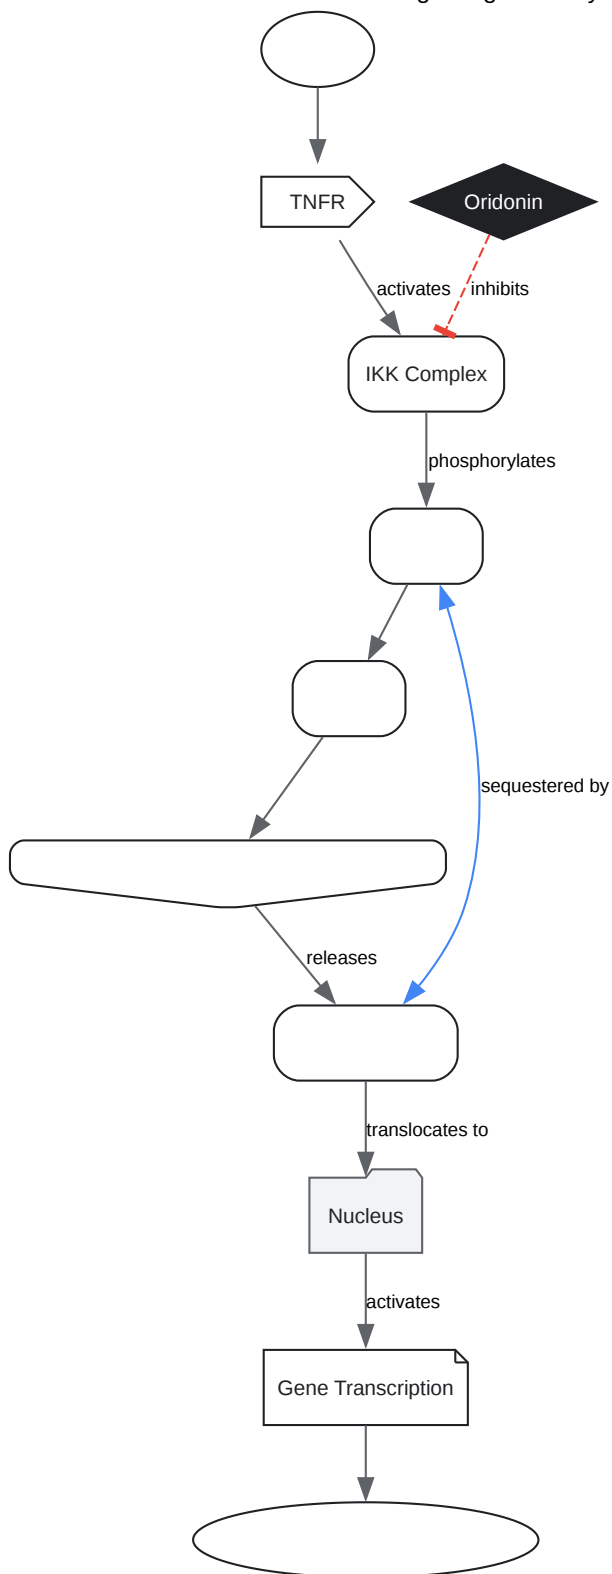 TNFR
Oridonin
activates
inhibits
IKK Complex
phosphorylates
sequestered by
releases
translocates to
Nucleus
activates
Gene Transcription